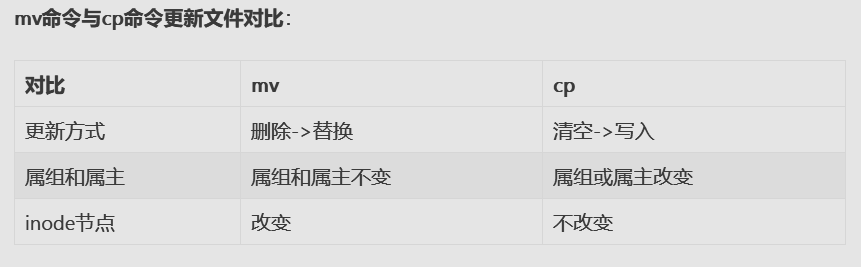 mv命令与cp命令更新文件对比：
对比 mv cp
更新方式 删除->替换 清空->写入
属组和属主 属组和属主不变 属组或属主改变
inode节点 改变 不改变